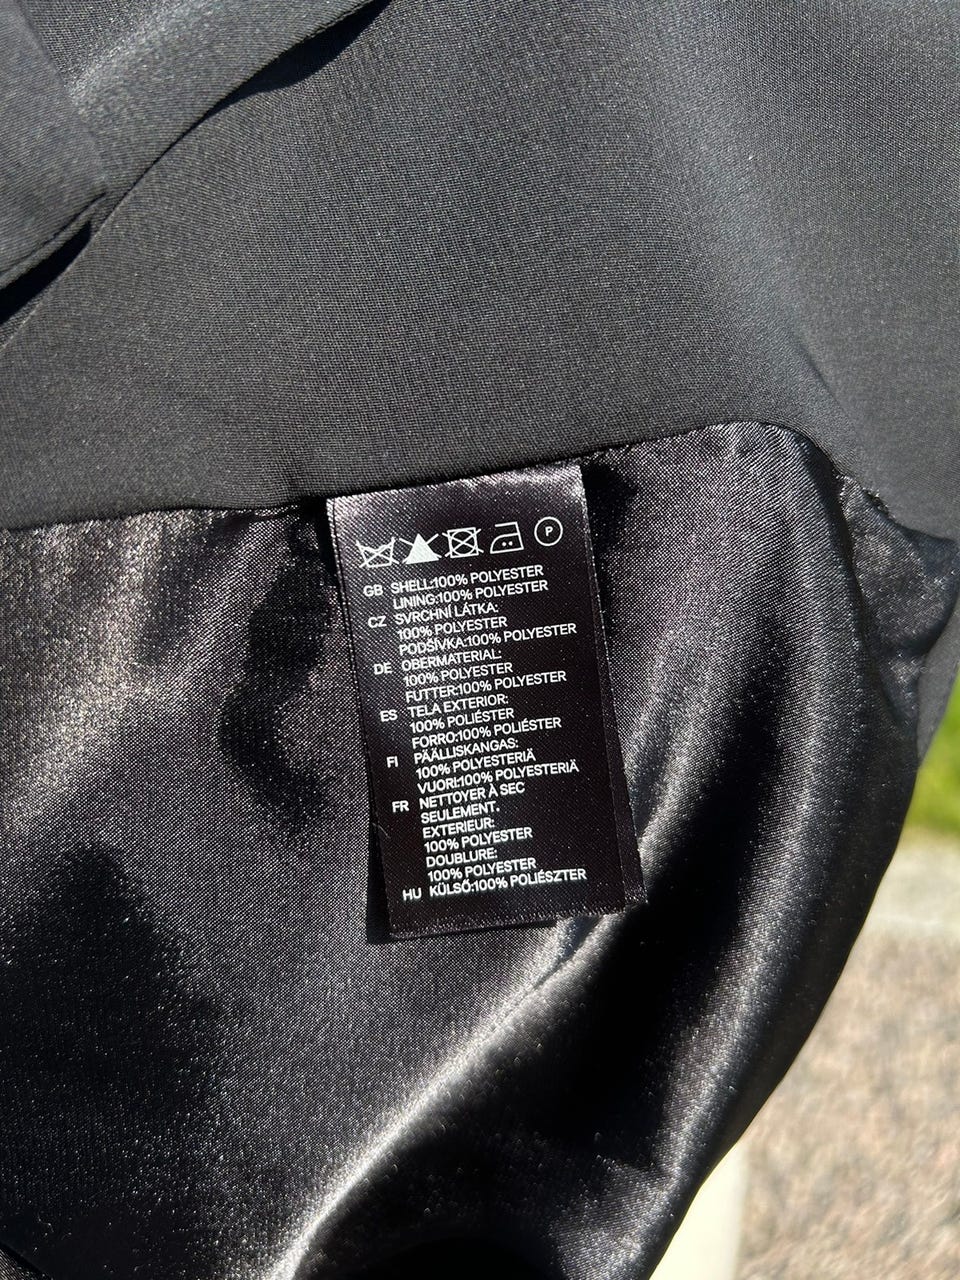 P
GB SHELL:100% POLYESTER
LINING:100% POLYESTER
CZ SVRCHNÍ LÁTKA:
100% POLYESTER
PODŠÍVKA:100% POLYESTER
DE OBERMATERIAL:
100% POLYESTER
FUTTER:100% POLYESTER
ES TELA EXTERIOR:
100% POLIÉSTER
FORRO:100% POLIÉSTER
FI PÄÄLLISKANGAS:
100% POLYESTERIÄ
VUORI:100% POLYESTERIÄ
FR NETTOYER À SEC
SEULEMENT.
EXTERIEUR:
100% POLYESTER
DOUBLURE:
100% POLYESTER
HU KÜLSŐ:100% POLIÉSZTER